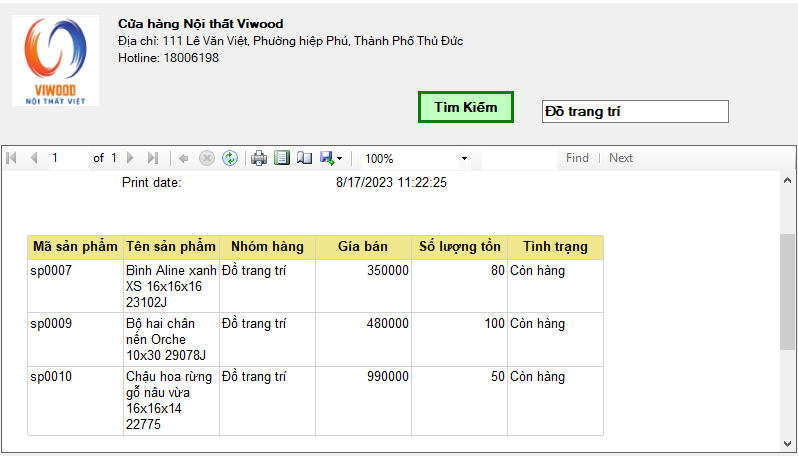 VIWOOD
NỘI THẤT VIỆT
Cửa hàng Nội thất Viwood
Địa chỉ: 111 Lê Văn Việt, Phường hiệp Phú, Thành Phố Thủ Đức
Hotline: 18006198
Tìm Kiếm
Đồ trang trí
1 of 1 100% Find | Next
Print date: 8/17/2023 11:22:25
Mã sản phẩm Tên sản phẩm Nhóm hàng Gía bán Số lượng tồn Tình trạng
sp0007 Bình Aline xanh Đồ trang trí 350000 80 Còn hàng
XS 16x16x16
23102J
sp0009 Bộ hai chân Đồ trang trí 480000 100 Còn hàng
nến Orche
10x30 29078J
sp0010 Chậu hoa rừng Đồ trang trí 990000 50 Còn hàng
gỗ nâu vừa
16x16x14
22775